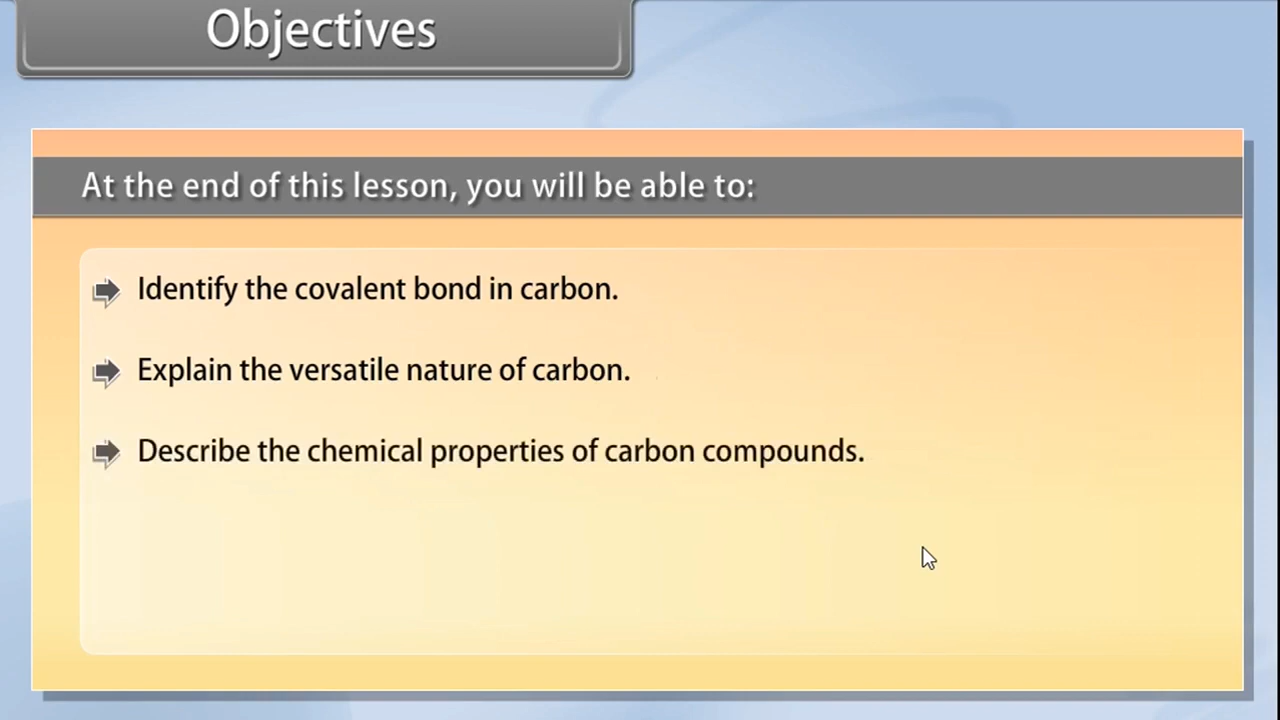 Objectives
At the end of this lesson, you will be able to:
Identify the covalent bond in carbon.
Explain the versatile nature of carbon.
Describe the chemical properties of carbon compounds.